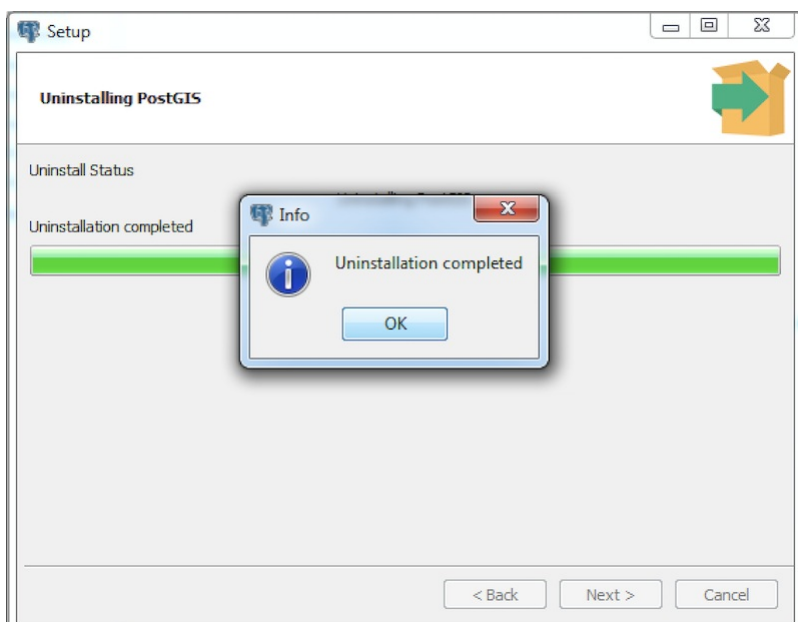 Setup
Uninstalling PostGIS
Uninstall Status
Info
Uninstallation completed
Uninstallation completed
OK
< Back
Next >
Cancel